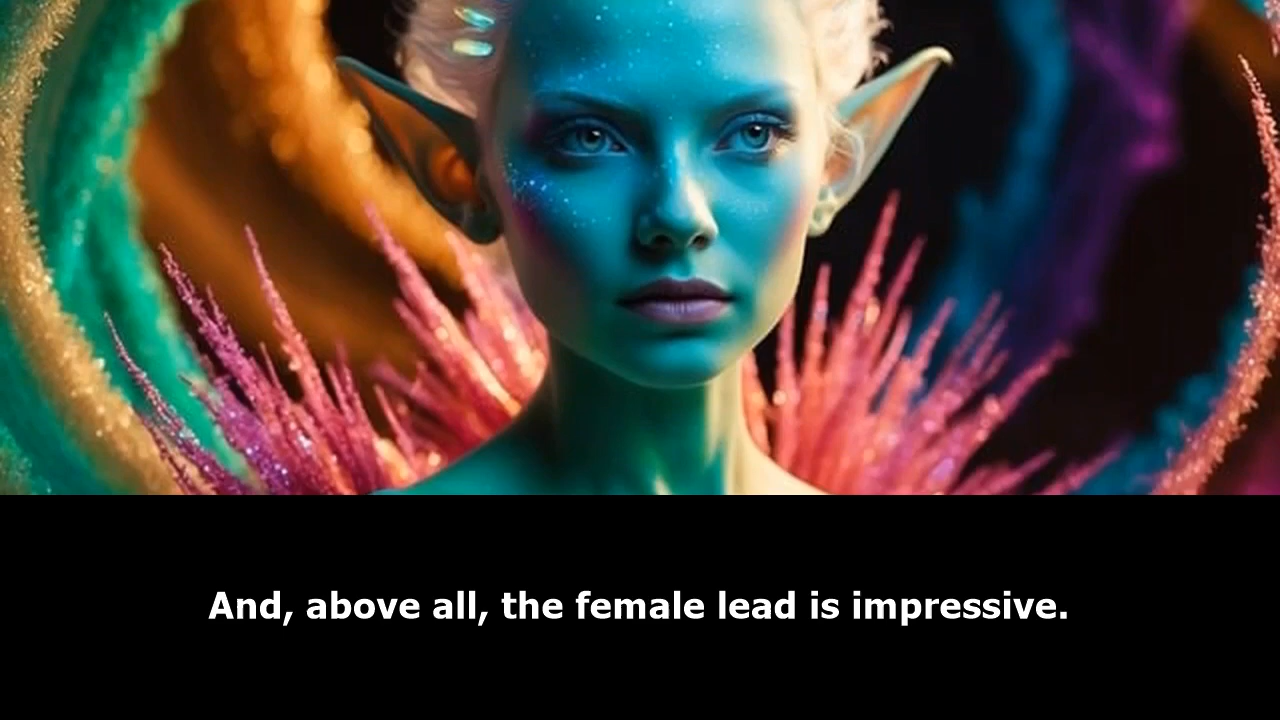 And, above all, the female lead is impressive.